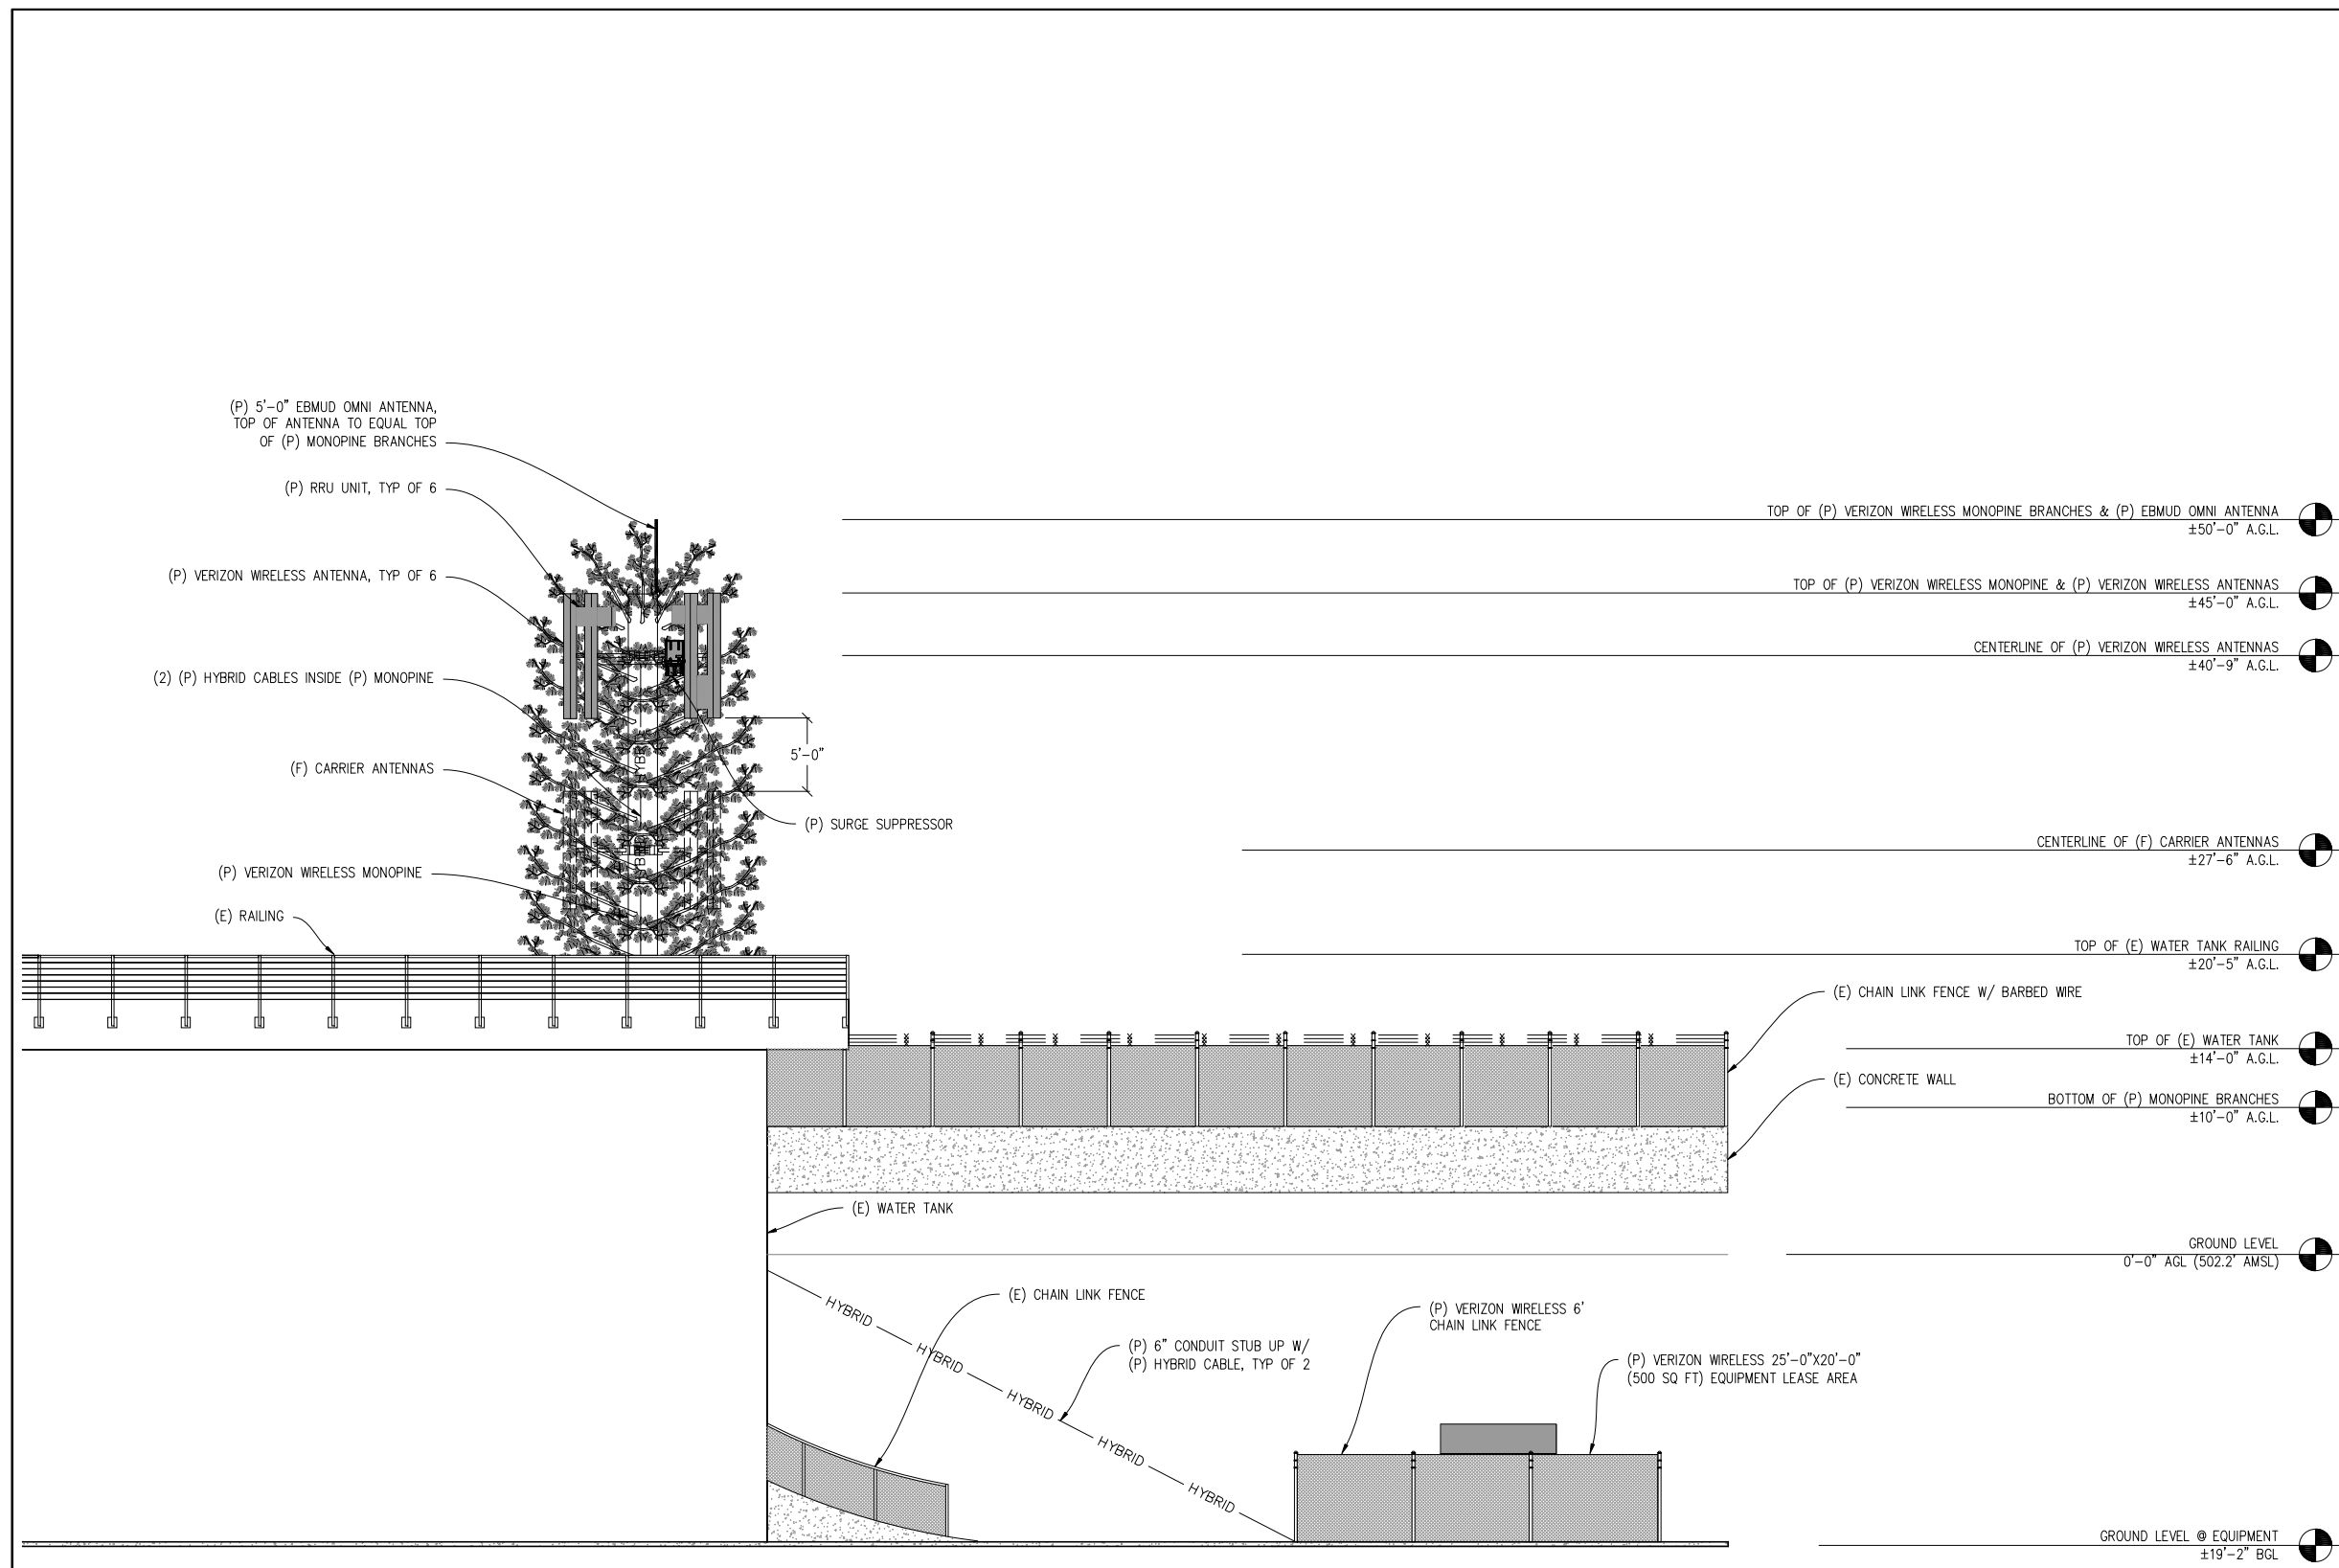 (P) 5'-0" EBMUD OMNI ANTENNA,
TOP OF ANTENNA TO EQUAL TOP
OF (P) MONOPINE BRANCHES
(P) RRU UNIT, TYP OF 6
(P) VERIZON WIRELESS ANTENNA, TYP OF 6
(2) (P) HYBRID CABLES INSIDE (P) MONOPINE
(F) CARRIER ANTENNAS
(P) VERIZON WIRELESS MONOPINE
(E) RAILING
HYBRID
HYBRID
5'-0"
(P) SURGE SUPPRESSOR
TOP OF (P) VERIZON WIRELESS MONOPINE BRANCHES & (P) EBMUD OMNI ANTENNA
±50'-0" A.G.L.
TOP OF (P) VERIZON WIRELESS MONOPINE & (P) VERIZON WIRELESS ANTENNAS
±45'-0" A.G.L.
CENTERLINE OF (P) VERIZON WIRELESS ANTENNAS
±40'-9" A.G.L.
CENTERLINE OF (F) CARRIER ANTENNAS
±27'-6" A.G.L.
TOP OF (E) WATER TANK RAILING
±20'-5" A.G.L.
(E) CHAIN LINK FENCE W/ BARBED WIRE
TOP OF (E) WATER TANK
±14'-0" A.G.L.
(E) CONCRETE WALL
BOTTOM OF (P) MONOPINE BRANCHES
±10'-0" A.G.L.
(E) WATER TANK
GROUND LEVEL
0'-0" AGL (502.2' AMSL)
(E) CHAIN LINK FENCE
HYBRID
HYBRID
HYBRID
HYBRID
HYBRID
(P) 6" CONDUIT STUB UP W/
(P) HYBRID CABLE, TYP OF 2
(P) VERIZON WIRELESS 6'
CHAIN LINK FENCE
(P) VERIZON WIRELESS 25'-0"X20'-0"
(500 SQ FT) EQUIPMENT LEASE AREA
GROUND LEVEL @ EQUIPMENT
±19'-2" BGL